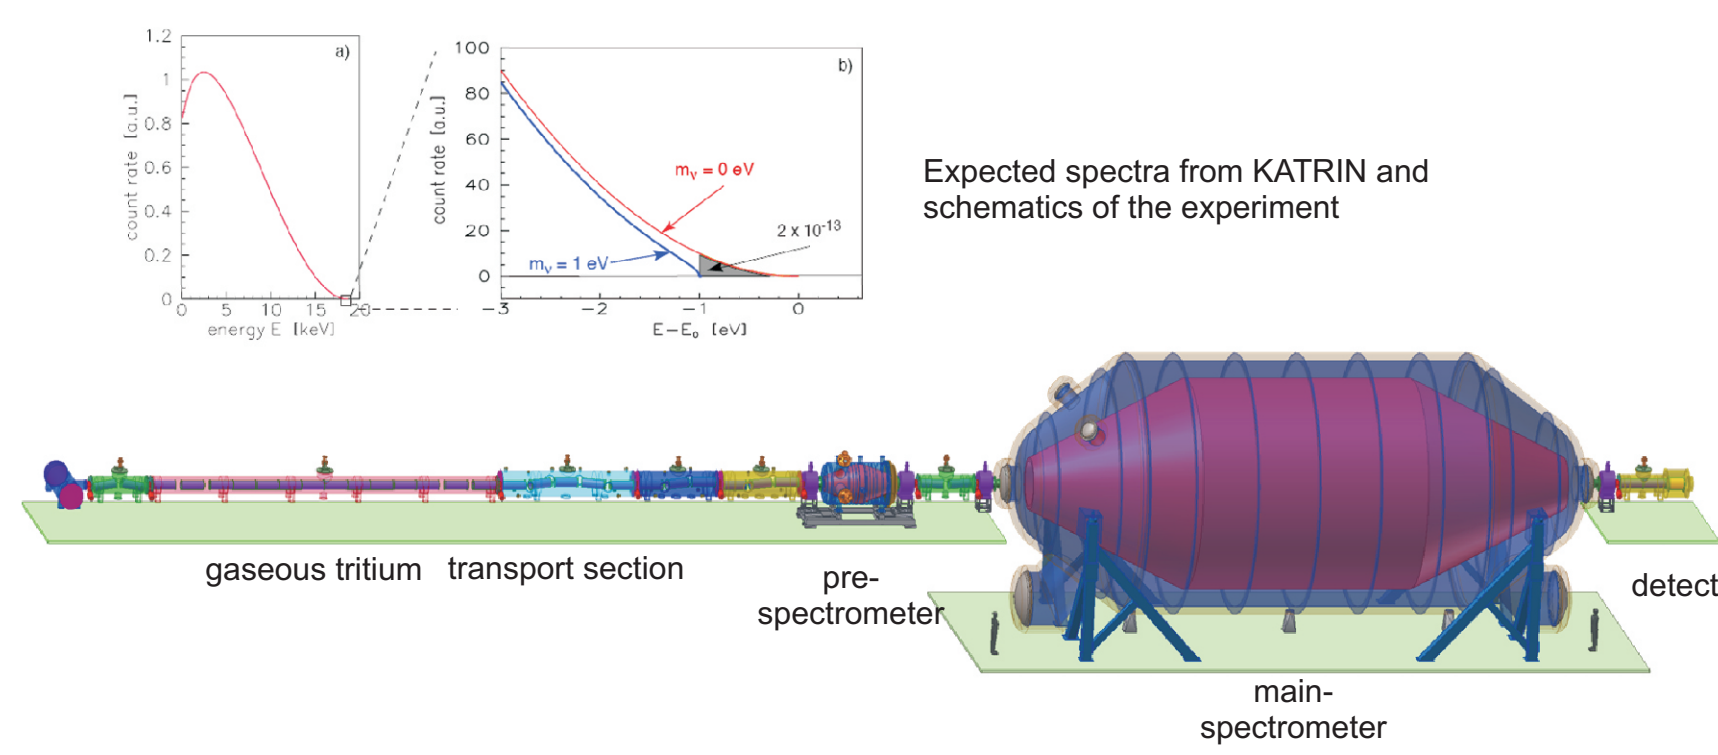 1.2
1
0.8
0.6
0.4
0.2
0
count rate [a.u.]
a)
0 5 10 15 20
energy E [keV]
100
80
60
40
20
0
count rate [a.u.]
b)
mν = 0 eV
2 x 10-13
mν = 1 eV
-3 -2 -1 0
E-E0 [eV]
Expected spectra from KATRIN and
schematics of the experiment
gaseous tritium
transport section
pre-
spectrometer
main-
spectrometer
detect